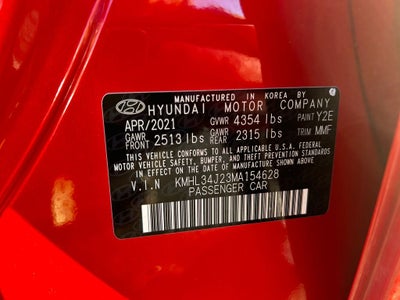 MANUFACTURED IN KOREA
HYUNDAI MOTOR COMPANY
APR/2021 GVWR 4354 lbs PAINT Y2E
GAWR FRONT 2513 lbs GAWR REAR 2315 lbs TRIM MMF
THIS VEHICLE CONFORMS TO ALL APPLICABLE U.S.A. FEDERAL
MOTOR VEHICLE SAFETY, BUMPER, AND THEFT PREVENTION
STANDARDS IN EFFECT ON THE DATE OF MANUFACTURE SHOWN ABOVE.
V.I.N KMHL34J23MA154628
PASSENGER CAR